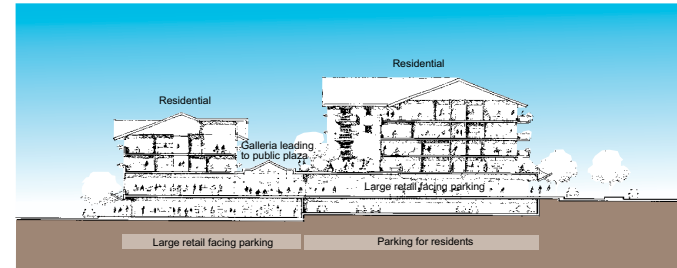 Residential
Residential
Galleria leading
to public plaza
Large retail facing parking
Large retail facing parking
Parking for residents